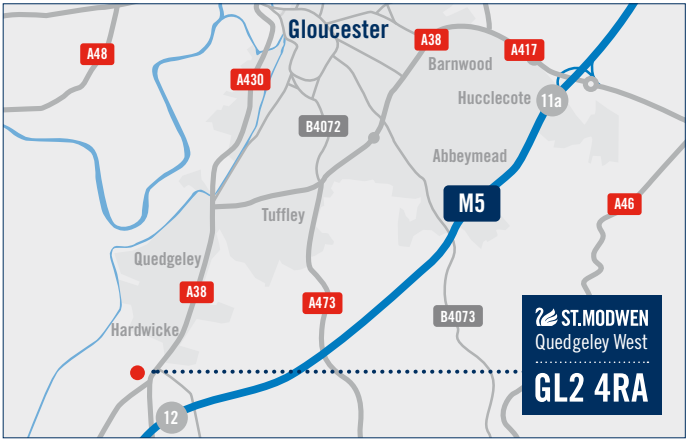 Gloucester
A38
A417
A48
Barnwood
A430
Hucclecote
11a
B4072
Abbeymead
M5
A46
Tuffley
Quedgeley
A38
A473
B4073
Hardwicke
ST.MODWEN
Quedgeley West
GL2 4RA
12